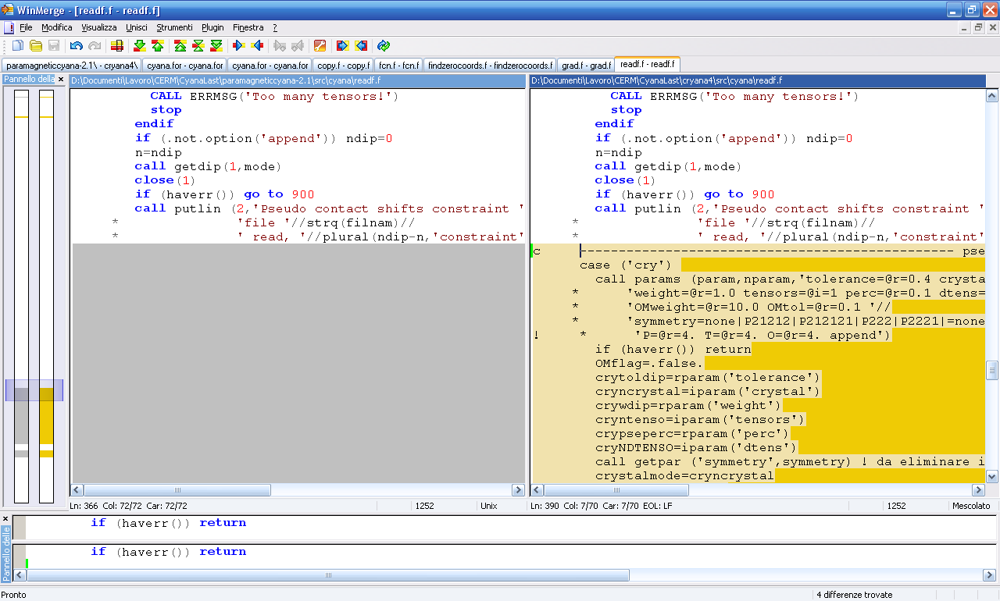 WinMerge - [readf.f - readf.f]
File Modifica Visualizza Unisci Strumenti Plugin Finestra ?
paramagneticcyana-2.1\ - cryana4\ cyana.for - cyana.for cyana.for - cyana.for copy.f - copy.f fcn.f - fcn.f findzerocoords.f - findzerocoords.f grad.f - grad.f readf.f - readf.f
Pannello della
D:\Documenti\Lavoro\CERM\CyanaLast\paramagneticcyana-2.1\src\cyana\readf.f
CALL ERRMSG('Too many tensors!')
stop
endif
if (.not.option('append')) ndip=0
n=ndip
call getdip(1,mode)
close(1)
if (haverr()) go to 900
call putlin (2,'Pseudo contact shifts constraint '
* 'file '//strq(filnam)//
* ' read, '//plural(ndip-n,'constraint'
Ln: 366 Col: 72/72 Car: 72/72 1252 Unix
D:\Documenti\Lavoro\CERM\CyanaLast\cryana4\src\cyana\readf.f
CALL ERRMSG('Too many tensors!')
stop
endif
if (.not.option('append')) ndip=0
n=ndip
call getdip(1,mode)
close(1)
if (haverr()) go to 900
call putlin (2,'Pseudo contact shifts constraint '
* 'file '//strq(filnam)//
* ' read, '//plural(ndip-n,'constraint'
c ------------------------------------------------ pse
case ('cry')
call params (param,nparam,'tolerance=@r=0.4 crysta
* 'weight=@r=1.0 tensors=@i=1 perc=@r=0.1 dtens=
* 'OMweight=@r=10.0 OMtol=@r=0.1 '//
* 'symmetry=none|P21212|P212121|P222|P2221|=none
! * 'P=@r=4. T=@r=4. O=@r=4. append')
if (haverr()) return
OMflag=.false.
crytoldip=rparam('tolerance')
cryncrystal=iparam('crystal')
crywdip=rparam('weight')
cryntenso=iparam('tensors')
crypseperc=rparam('perc')
cryNDTENSO=iparam('dtens')
call getpar ('symmetry',symmetry) ! da eliminare i
crystalmode=cryncrystal
Ln: 390 Col: 7/70 Car: 7/70 EOL: LF 1252 Mescolato
Pannello delle
if (haverr()) return
if (haverr()) return
Pronto 4 differenze trovate